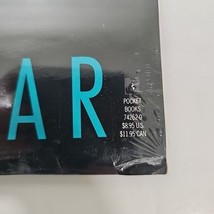 AR
POCKET
BOOKS
74262-0
$8.95 U.S.
$11.95 CAN